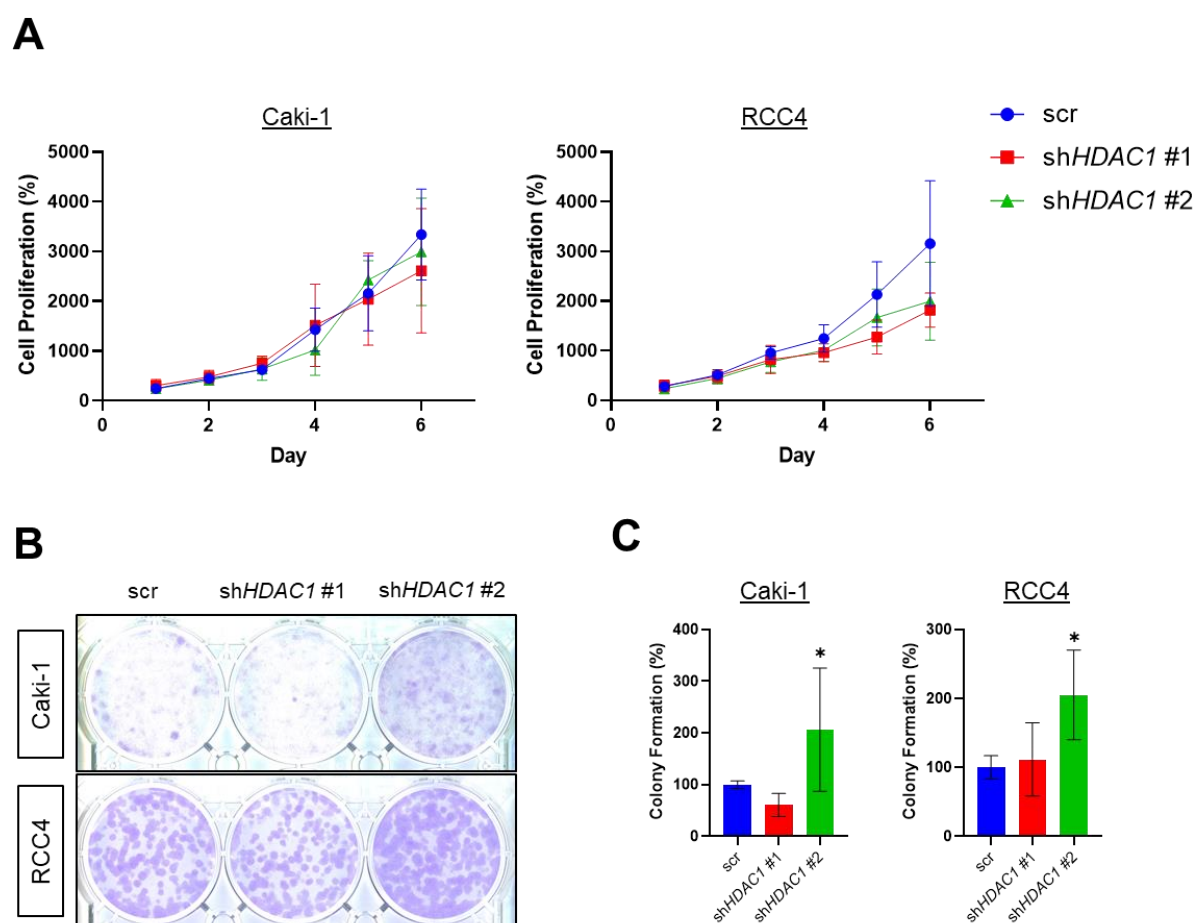 A
Caki-1
RCC4
scr
shHDAC1 #1
shHDAC1 #2
Cell Proliferation (%)
5000
4000
3000
2000
1000
0
0
2
4
6
Day
Cell Proliferation (%)
5000
4000
3000
2000
1000
0
0
2
4
6
Day
B
scr
shHDAC1 #1
shHDAC1 #2
Caki-1
RCC4
C
Caki-1
Colony Formation (%)
400
300
200
100
0
*
scr
shHDAC1 #1
shHDAC1 #2
RCC4
Colony Formation (%)
300
200
100
0
*
scr
shHDAC1 #1
shHDAC1 #2